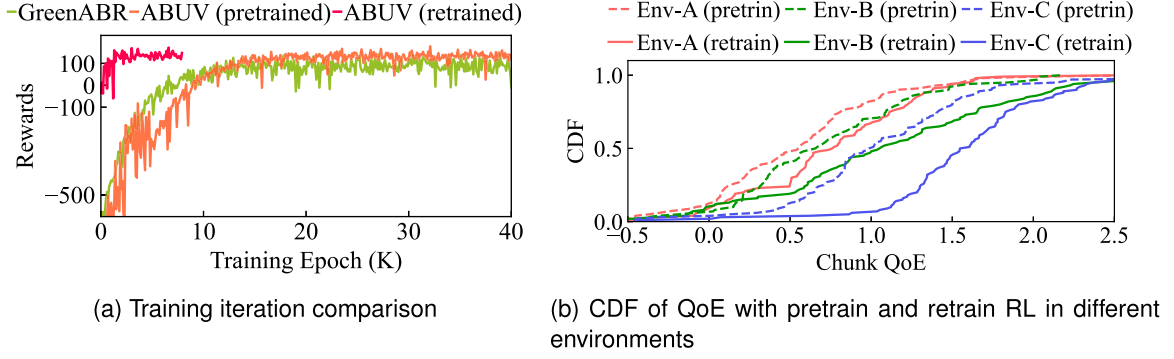 GreenABR ABUV (pretrained) ABUV (retrained)
100
0
−100
−500
Rewards
0 10 20 30 40
Training Epoch (K)
(a) Training iteration comparison
Env-A (pretrin) Env-B (pretrin) Env-C (pretrin)
Env-A (retrain) Env-B (retrain) Env-C (retrain)
1.0
0.5
0.0
CDF
−0.5 0.0 0.5 1.0 1.5 2.0 2.5
Chunk QoE
(b) CDF of QoE with pretrain and retrain RL in different
environments